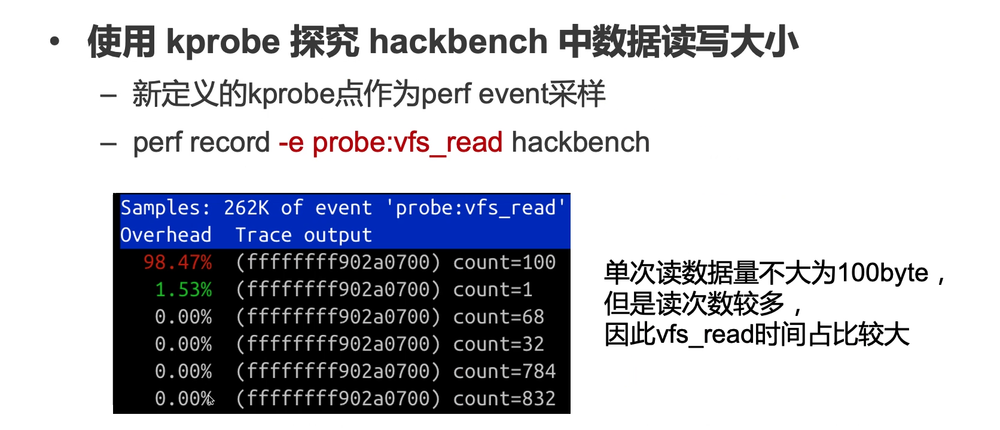 • 使用 kprobe 探究 hackbench 中数据读写大小
– 新定义的kprobe点作为perf event采样
– perf record -e probe:vfs_read hackbench
Samples: 262K of event 'probe:vfs_read'
Overhead  Trace output
98.47%  (ffffffff902a0700) count=100
1.53%  (ffffffff902a0700) count=1
0.00%  (ffffffff902a0700) count=68
0.00%  (ffffffff902a0700) count=32
0.00%  (ffffffff902a0700) count=784
0.00%  (ffffffff902a0700) count=832
单次读数据量不大为100byte，
但是读次数较多，
因此vfs_read时间占比较大